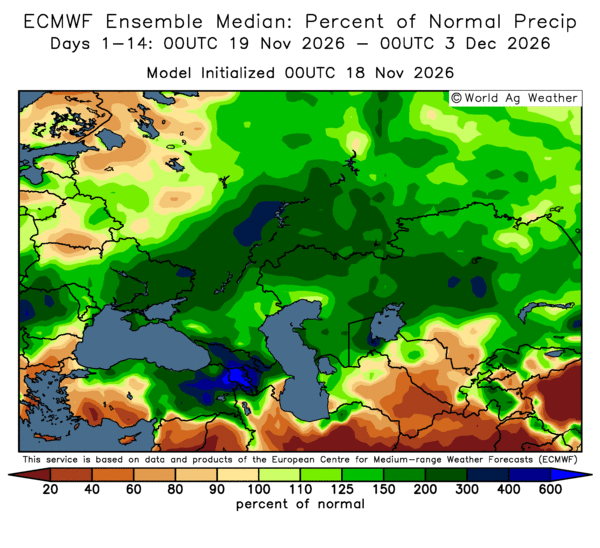 ECMWF Ensemble Median: Percent of Normal Precip
Days 1-14: 00UTC 19 Nov 2026 - 00UTC 3 Dec 2026
Model Initialized 00UTC 18 Nov 2026
©World Ag Weather
This service is based on data and products of the European Centre for Medium-range Weather Forecasts (ECMWF)
20 40 60 80 90 100 110 125 150 200 300 400 600
percent of normal